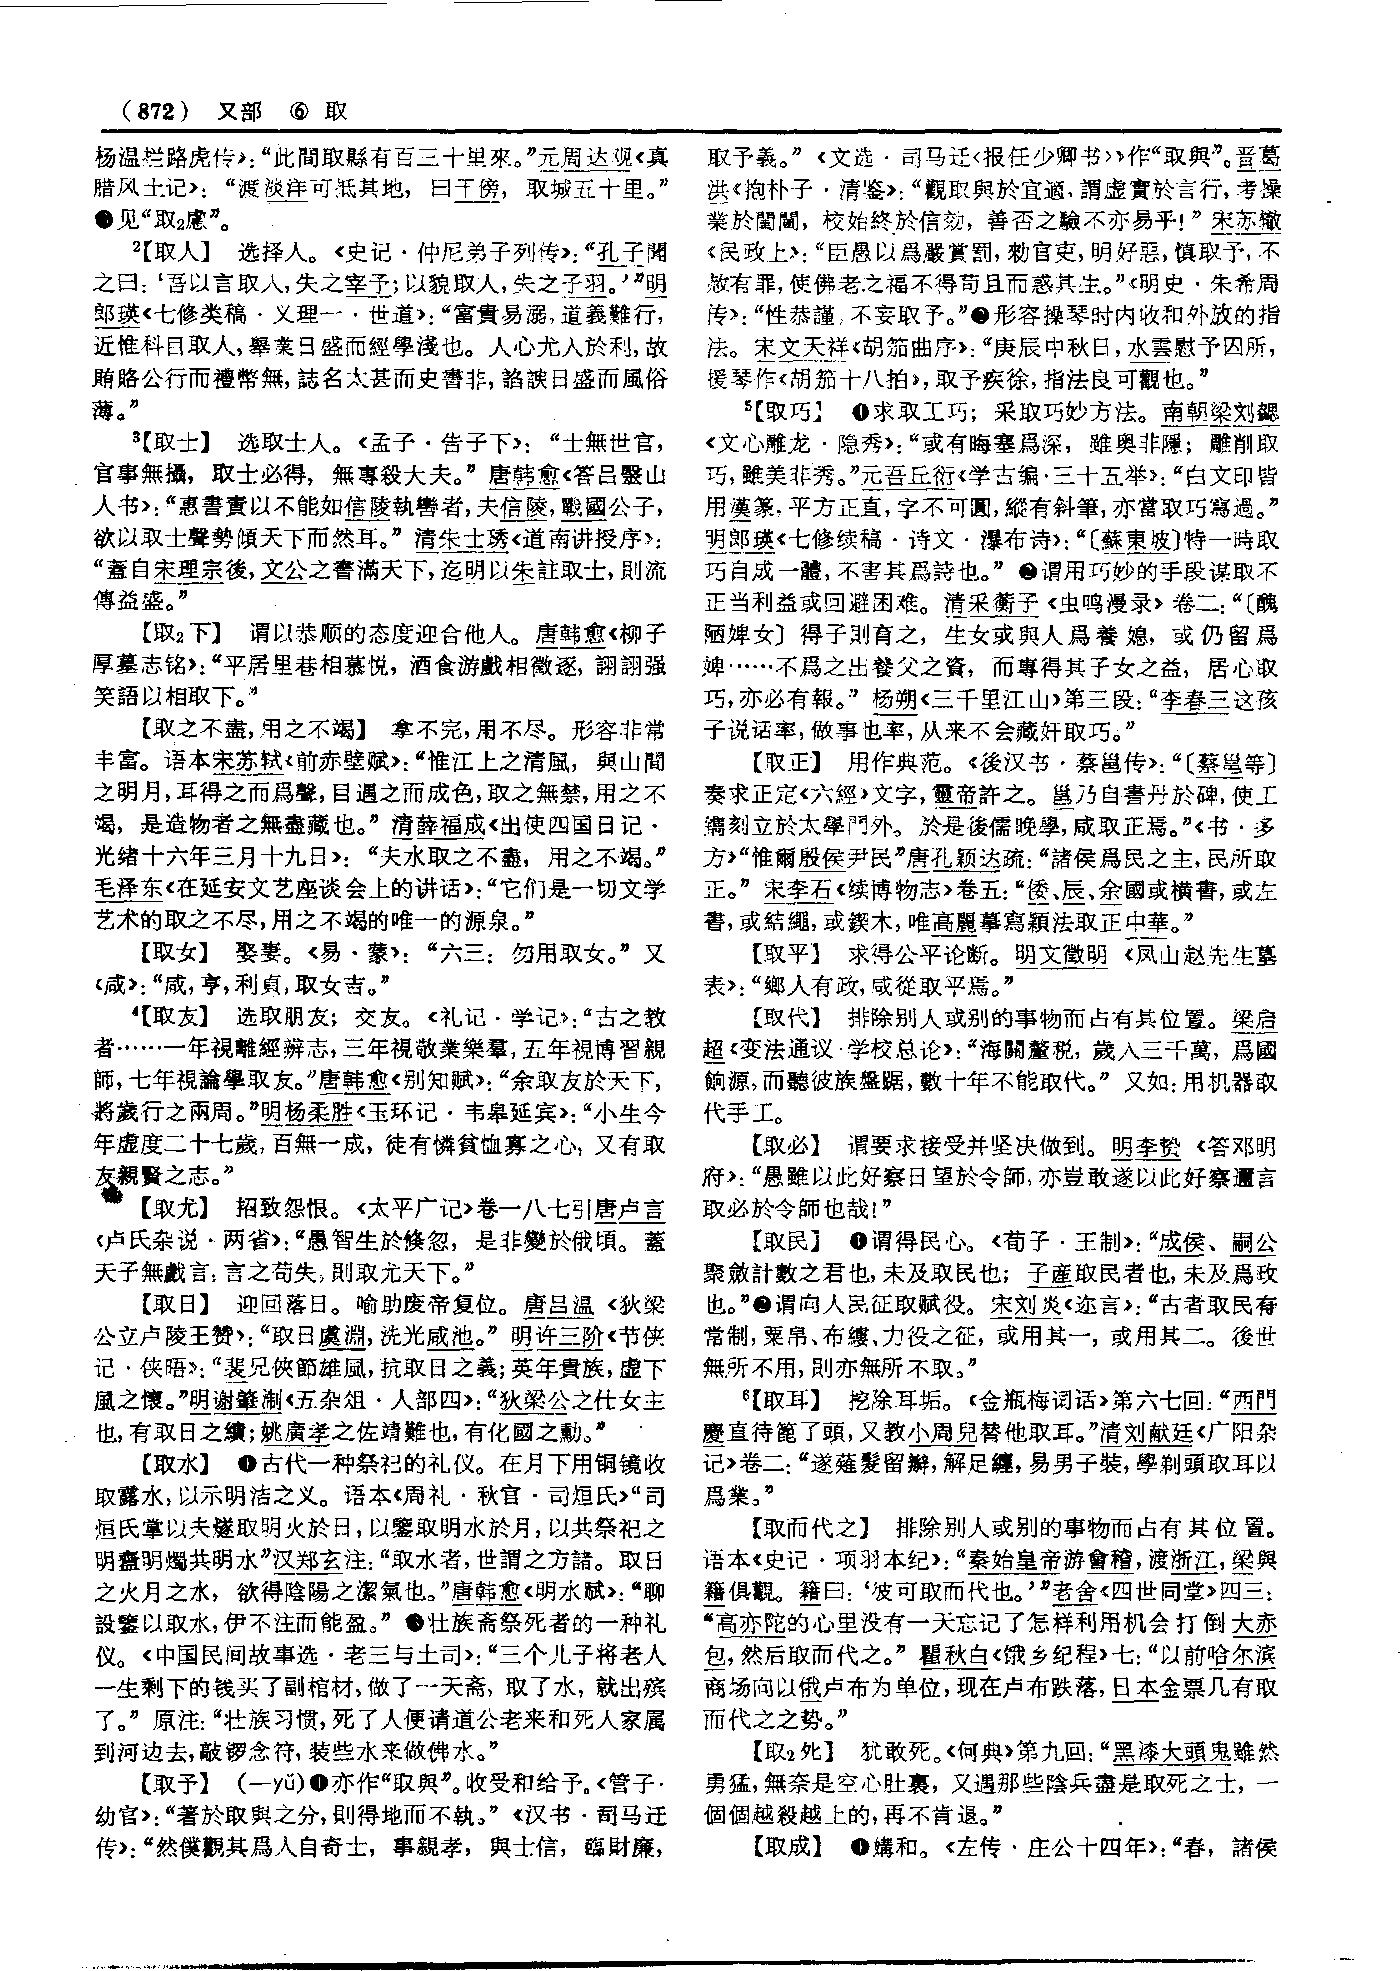 （872） 又部 ⑥ 取
杨温拦路虎传》：“此間取縣有百三十里來。”元周达观《真
腊风土记》：“渡淡洋可抵其地，曰干傍，取城五十里。”
❸见“取₂慮”。
²【取人】 选择人。《史记·仲尼弟子列传》：“孔子聞
之曰：‘吾以言取人，失之宰予；以貌取人，失之子羽。’”明
郎瑛《七修类稿·义理一·世道》：“富貴易溺，道義難行，
近惟科目取人，舉業日盛而經學淺也。人心尤入於利，故
賄賂公行而禮幣無，誌名太甚而史書非，諂諛日盛而風俗
薄。”
³【取士】 选取士人。《孟子·告子下》：“士無世官，
官事無攝，取士必得，無專殺大夫。”唐韩愈《答吕毉山
人书》：“惠書責以不能如信陵執轡者，夫信陵，戰國公子，
欲以取士聲勢傾天下而然耳。”清朱士琇《道南讲授序》：
“蓋自宋理宗後，文公之書滿天下，迄明以朱註取士，則流
傳益盛。”
【取₂下】 谓以恭顺的态度迎合他人。唐韩愈《柳子
厚墓志铭》：“平居里巷相慕悦，酒食游戲相徵逐，詡詡强
笑語以相取下。”
【取之不盡，用之不竭】 拿不完，用不尽。形容非常
丰富。语本宋苏轼《前赤壁赋》：“惟江上之清風，與山間
之明月，耳得之而爲聲，目遇之而成色，取之無禁，用之不
竭，是造物者之無盡藏也。”清薛福成《出使四国日记·
光绪十六年三月十九日》：“夫水取之不盡，用之不竭。”
毛泽东《在延安文艺座谈会上的讲话》：“它们是一切文学
艺术的取之不尽，用之不竭的唯一的源泉。”
【取女】 娶妻。《易·蒙》：“六三：勿用取女。”又
《咸》：“咸，亨，利貞，取女吉。”
⁴【取友】 选取朋友；交友。《礼记·学记》：“古之教
者……一年視離經辨志，三年視敬業樂羣，五年視博習親
師，七年視論學取友。”唐韩愈《别知赋》：“余取友於天下，
將歲行之兩周。”明杨柔胜《玉环记·韦皋延宾》：“小生今
年虚度二十七歲，百無一成，徒有憐貧恤寡之心，又有取
友親賢之志。”
【取尤】 招致怨恨。《太平广记》卷一八七引唐卢言
《卢氏杂说·两省》：“愚智生於倏忽，是非變於俄頃。蓋
天子無戲言，言之苟失，則取尤天下。”
【取日】 迎回落日。喻助废帝复位。唐吕温《狄梁
公立卢陵王赞》：“取日虞淵，洗光咸池。”明许三阶《节侠
记·侠晤》：“裴兄俠節雄風，抗取日之義；英年貴族，虚下
風之懷。”明谢肇淛《五杂俎·人部四》：“狄梁公之仕女主
也，有取日之績；姚廣孝之佐靖難也，有化國之勳。”
【取水】 ❶古代一种祭祀的礼仪。在月下用铜镜收
取露水，以示明洁之义。语本《周礼·秋官·司烜氏》“司
烜氏掌以夫燧取明火於日，以鑒取明水於月，以共祭祀之
明齍明燭共明水”汉郑玄注：“取水者，世謂之方諸。取日
之火月之水，欲得陰陽之潔氣也。”唐韩愈《明水赋》：“聊
設鑒以取水，伊不注而能盈。”❷壮族斋祭死者的一种礼
仪。《中国民间故事选·老三与土司》：“三个儿子将老人
一生剩下的钱买了副棺材，做了一天斋，取了水，就出殡
了。”原注：“壮族习惯，死了人便请道公老来和死人家属
到河边去，敲锣念符，装些水来做佛水。”
【取予】 （—yǔ）❶亦作“取與”。收受和给予。《管子·
幼官》：“著於取與之分，則得地而不執。”《汉书·司马迁
传》：“然僕觀其爲人自奇士，事親孝，與士信，臨財廉，
取予義。”《文选·司马迁〈报任少卿书〉》作“取與”。晋葛
洪《抱朴子·清鉴》：“觀取與於宜適，謂虚實於言行，考操
業於閨閫，校始終於信効，善否之驗不亦易乎！”宋苏辙
《民政上》：“臣愚以爲嚴賞罰，勑官吏，明好惡，慎取予，不
赦有罪，使佛老之福不得苟且而惑其生。”《明史·朱希周
传》：“性恭謹，不妄取予。”❷形容操琴时内收和外放的指
法。宋文天祥《胡笳曲序》：“庚辰中秋日，水雲慰予囚所，
援琴作《胡笳十八拍》，取予疾徐，指法良可觀也。”
⁵【取巧】 ❶求取工巧；采取巧妙方法。南朝梁刘勰
《文心雕龙·隐秀》：“或有晦塞爲深，雖奥非隱；雕削取
巧，雖美非秀。”元吾丘衍《学古编·三十五举》：“白文印皆
用漢篆，平方正直，字不可圓，縱有斜筆，亦當取巧寫過。”
明郎瑛《七修续稿·诗文·瀑布诗》：“〔蘇東坡〕特一時取
巧自成一體，不害其爲詩也。”❷谓用巧妙的手段谋取不
正当利益或回避困难。清采蘅子《虫鸣漫录》卷二：“〔醜
陋婢女〕得子則育之，生女或與人爲養媳，或仍留爲
婢……不爲之出養父之資，而專得其子女之益，居心取
巧，亦必有報。”杨朔《三千里江山》第三段：“李春三这孩
子说话率，做事也率，从来不会藏奸取巧。”
【取正】 用作典范。《後汉书·蔡邕传》：“〔蔡邕等〕
奏求正定《六經》文字，靈帝許之。邕乃自書丹於碑，使工
鐫刻立於太學門外。於是後儒晚學，咸取正焉。”《书·多
方》“惟爾殷侯尹民”唐孔颖达疏：“諸侯爲民之主，民所取
正。”宋李石《续博物志》卷五：“倭、辰、余國或横書，或左
書，或結繩，或鍥木，唯高麗摹寫穎法取正中華。”
【取平】 求得公平论断。明文徵明《凤山赵先生墓
表》：“鄉人有政，咸從取平焉。”
【取代】 排除别人或别的事物而占有其位置。梁启
超《变法通议·学校总论》：“海關釐税，歲入三千萬，爲國
餉源，而聽彼族盤踞，數十年不能取代。”又如：用机器取
代手工。
【取必】 谓要求接受并坚决做到。明李贽《答邓明
府》：“愚雖以此好察日望於令師，亦豈敢遂以此好察邇言
取必於令師也哉！”
【取民】 ❶谓得民心。《荀子·王制》：“成侯、嗣公
聚斂計數之君也，未及取民也；子産取民者也，未及爲政
也。”❷谓向人民征取赋役。宋刘炎《迩言》：“古者取民有
常制，粟帛、布縷、力役之征，或用其一，或用其二。後世
無所不用，則亦無所不取。”
⁶【取耳】 挖除耳垢。《金瓶梅词话》第六七回：“西門
慶直待篦了頭，又教小周兒替他取耳。”清刘献廷《广阳杂
记》卷二：“遂薙髮留辮，解足纏，易男子裝，學剃頭取耳以
爲業。”
【取而代之】 排除别人或别的事物而占有其位置。
语本《史记·项羽本纪》：“秦始皇帝游會稽，渡浙江，梁與
籍俱觀。籍曰：‘彼可取而代也。’”老舍《四世同堂》四三：
“高亦陀的心里没有一天忘记了怎样利用机会打倒大赤
包，然后取而代之。”瞿秋白《饿乡纪程》七：“以前哈尔滨
商场向以俄卢布为单位，现在卢布跌落，日本金票几有取
而代之之势。”
【取₂死】 犹敢死。《何典》第九回：“黑漆大頭鬼雖然
勇猛，無奈是空心肚裏，又遇那些陰兵盡是取死之士，一
個個越殺越上的，再不肯退。”
【取成】 ❶媾和。《左传·庄公十四年》：“春，諸侯